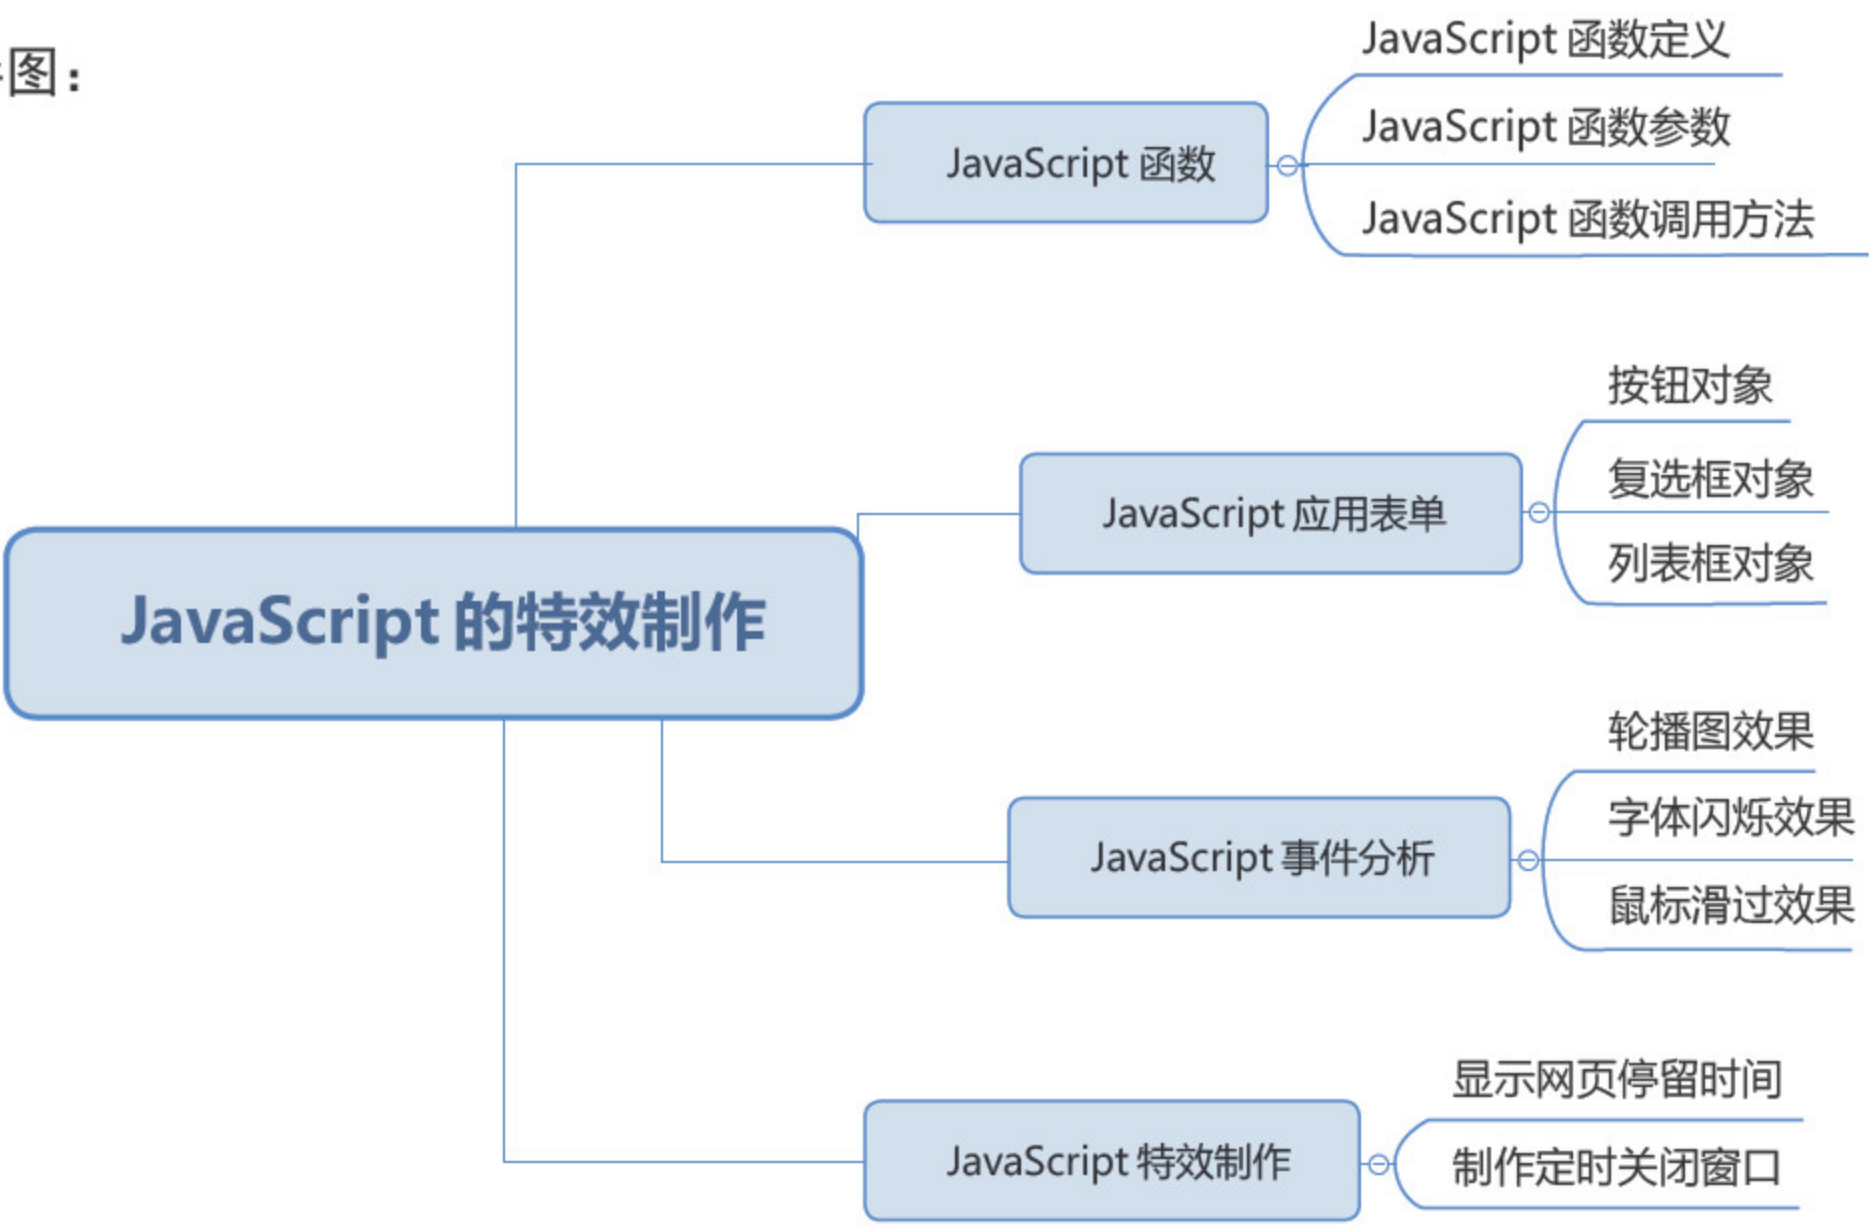 图：
JavaScript 函数
JavaScript 函数定义
JavaScript 函数参数
JavaScript 函数调用方法
JavaScript 的特效制作
JavaScript 应用表单
按钮对象
复选框对象
列表框对象
JavaScript 事件分析
轮播图效果
字体闪烁效果
鼠标滑过效果
JavaScript 特效制作
显示网页停留时间
制作定时关闭窗口